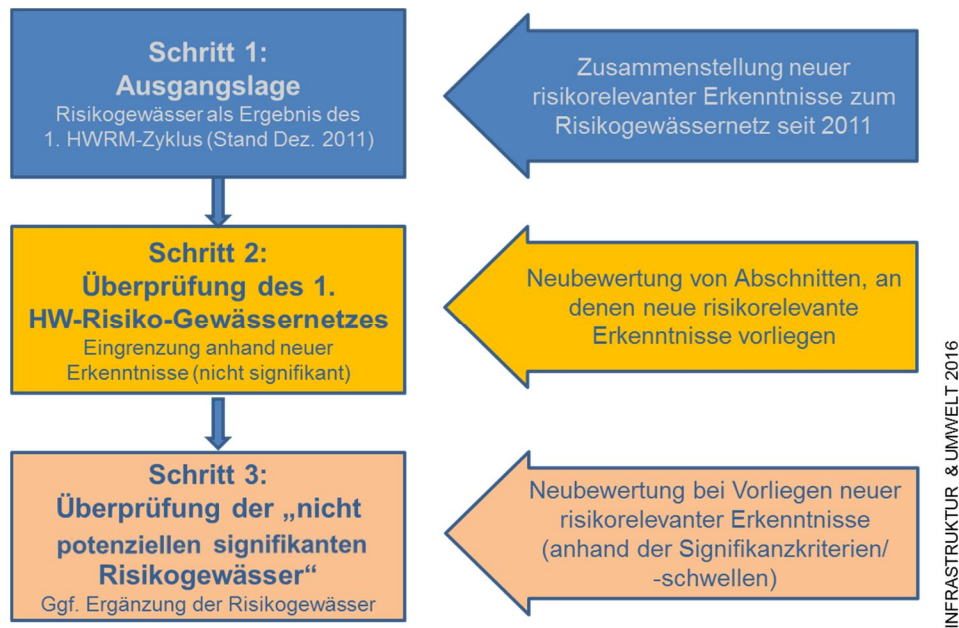 Schritt 1:
Ausgangslage
Risikogewässer als Ergebnis des
1. HWRM-Zyklus (Stand Dez. 2011)
Zusammenstellung neuer
risikorelevanter Erkenntnisse zum
Risikogewässernetz seit 2011
Schritt 2:
Überprüfung des 1.
HW-Risiko-Gewässernetzes
Eingrenzung anhand neuer
Erkenntnisse (nicht signifikant)
Neubewertung von Abschnitten, an
denen neue risikorelevante
Erkenntnisse vorliegen
Schritt 3:
Überprüfung der „nicht
potenziellen signifikanten
Risikogewässer“
Ggf. Ergänzung der Risikogewässer
Neubewertung bei Vorliegen neuer
risikorelevanter Erkenntnisse
(anhand der Signifikanzkriterien/
-schwellen)
INFRASTRUKTUR & UMWELT 2016